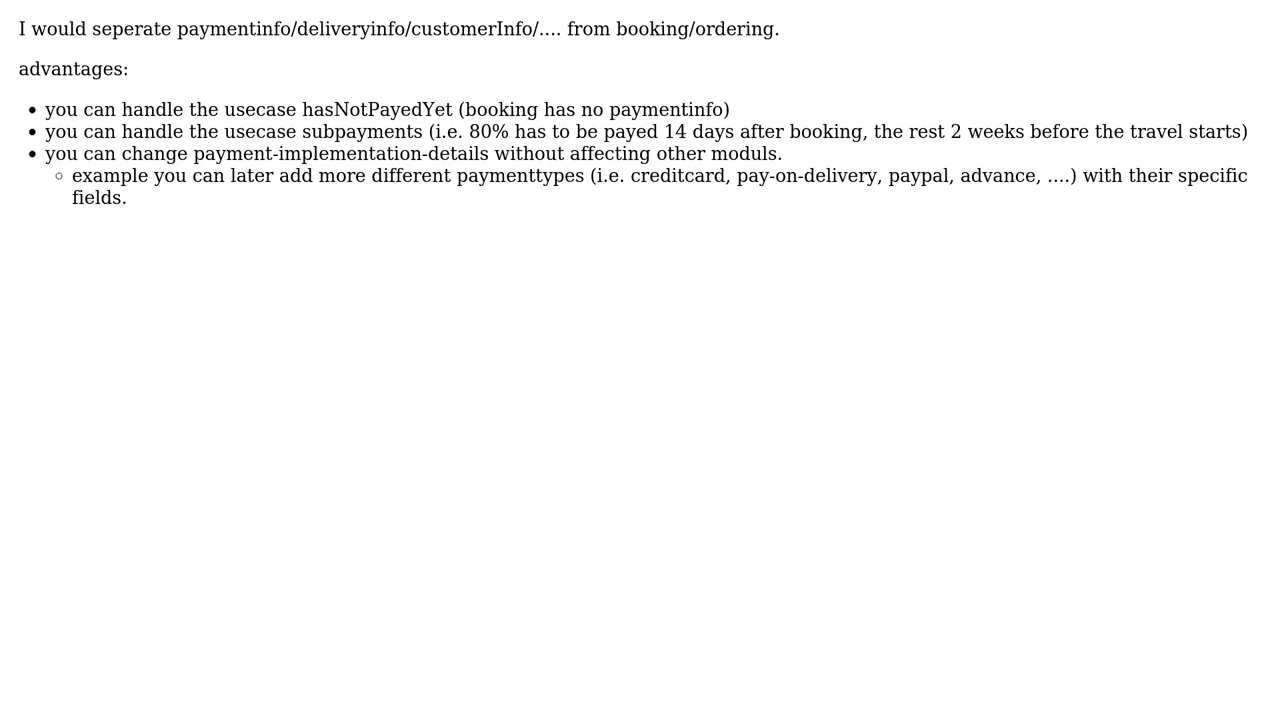 I would seperate paymentinfo/deliveryinfo/customerInfo/.... from booking/ordering.
advantages:
you can handle the usecase hasNotPayedYet (booking has no paymentinfo)
you can handle the usecase subpayments (i.e. 80% has to be payed 14 days after booking, the rest 2 weeks before the travel starts)
you can change payment-implementation-details without affecting other moduls.
example you can later add more different paymenttypes (i.e. creditcard, pay-on-delivery, paypal, advance, ....) with their specific
fields.